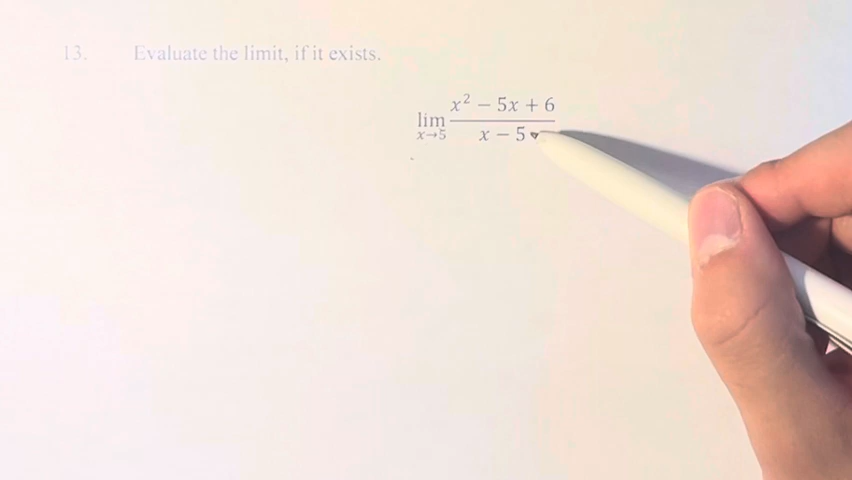 13. Evaluate the limit, if it exists.
lim x→5 x² − 5x + 6 / x − 5